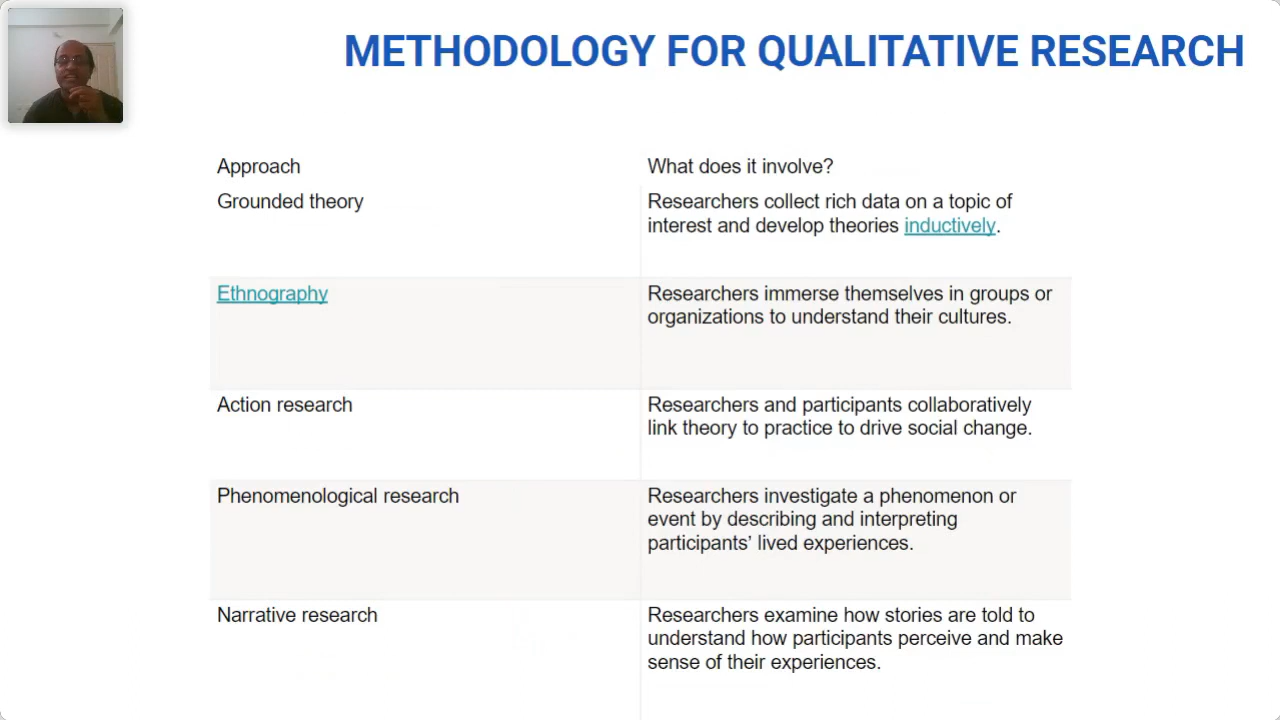 METHODOLOGY FOR QUALITATIVE RESEARCH
Approach
What does it involve?
Grounded theory
Researchers collect rich data on a topic of
interest and develop theories inductively.
Ethnography
Researchers immerse themselves in groups or
organizations to understand their cultures.
Action research
Researchers and participants collaboratively
link theory to practice to drive social change.
Phenomenological research
Researchers investigate a phenomenon or
event by describing and interpreting
participants’ lived experiences.
Narrative research
Researchers examine how stories are told to
understand how participants perceive and make
sense of their experiences.